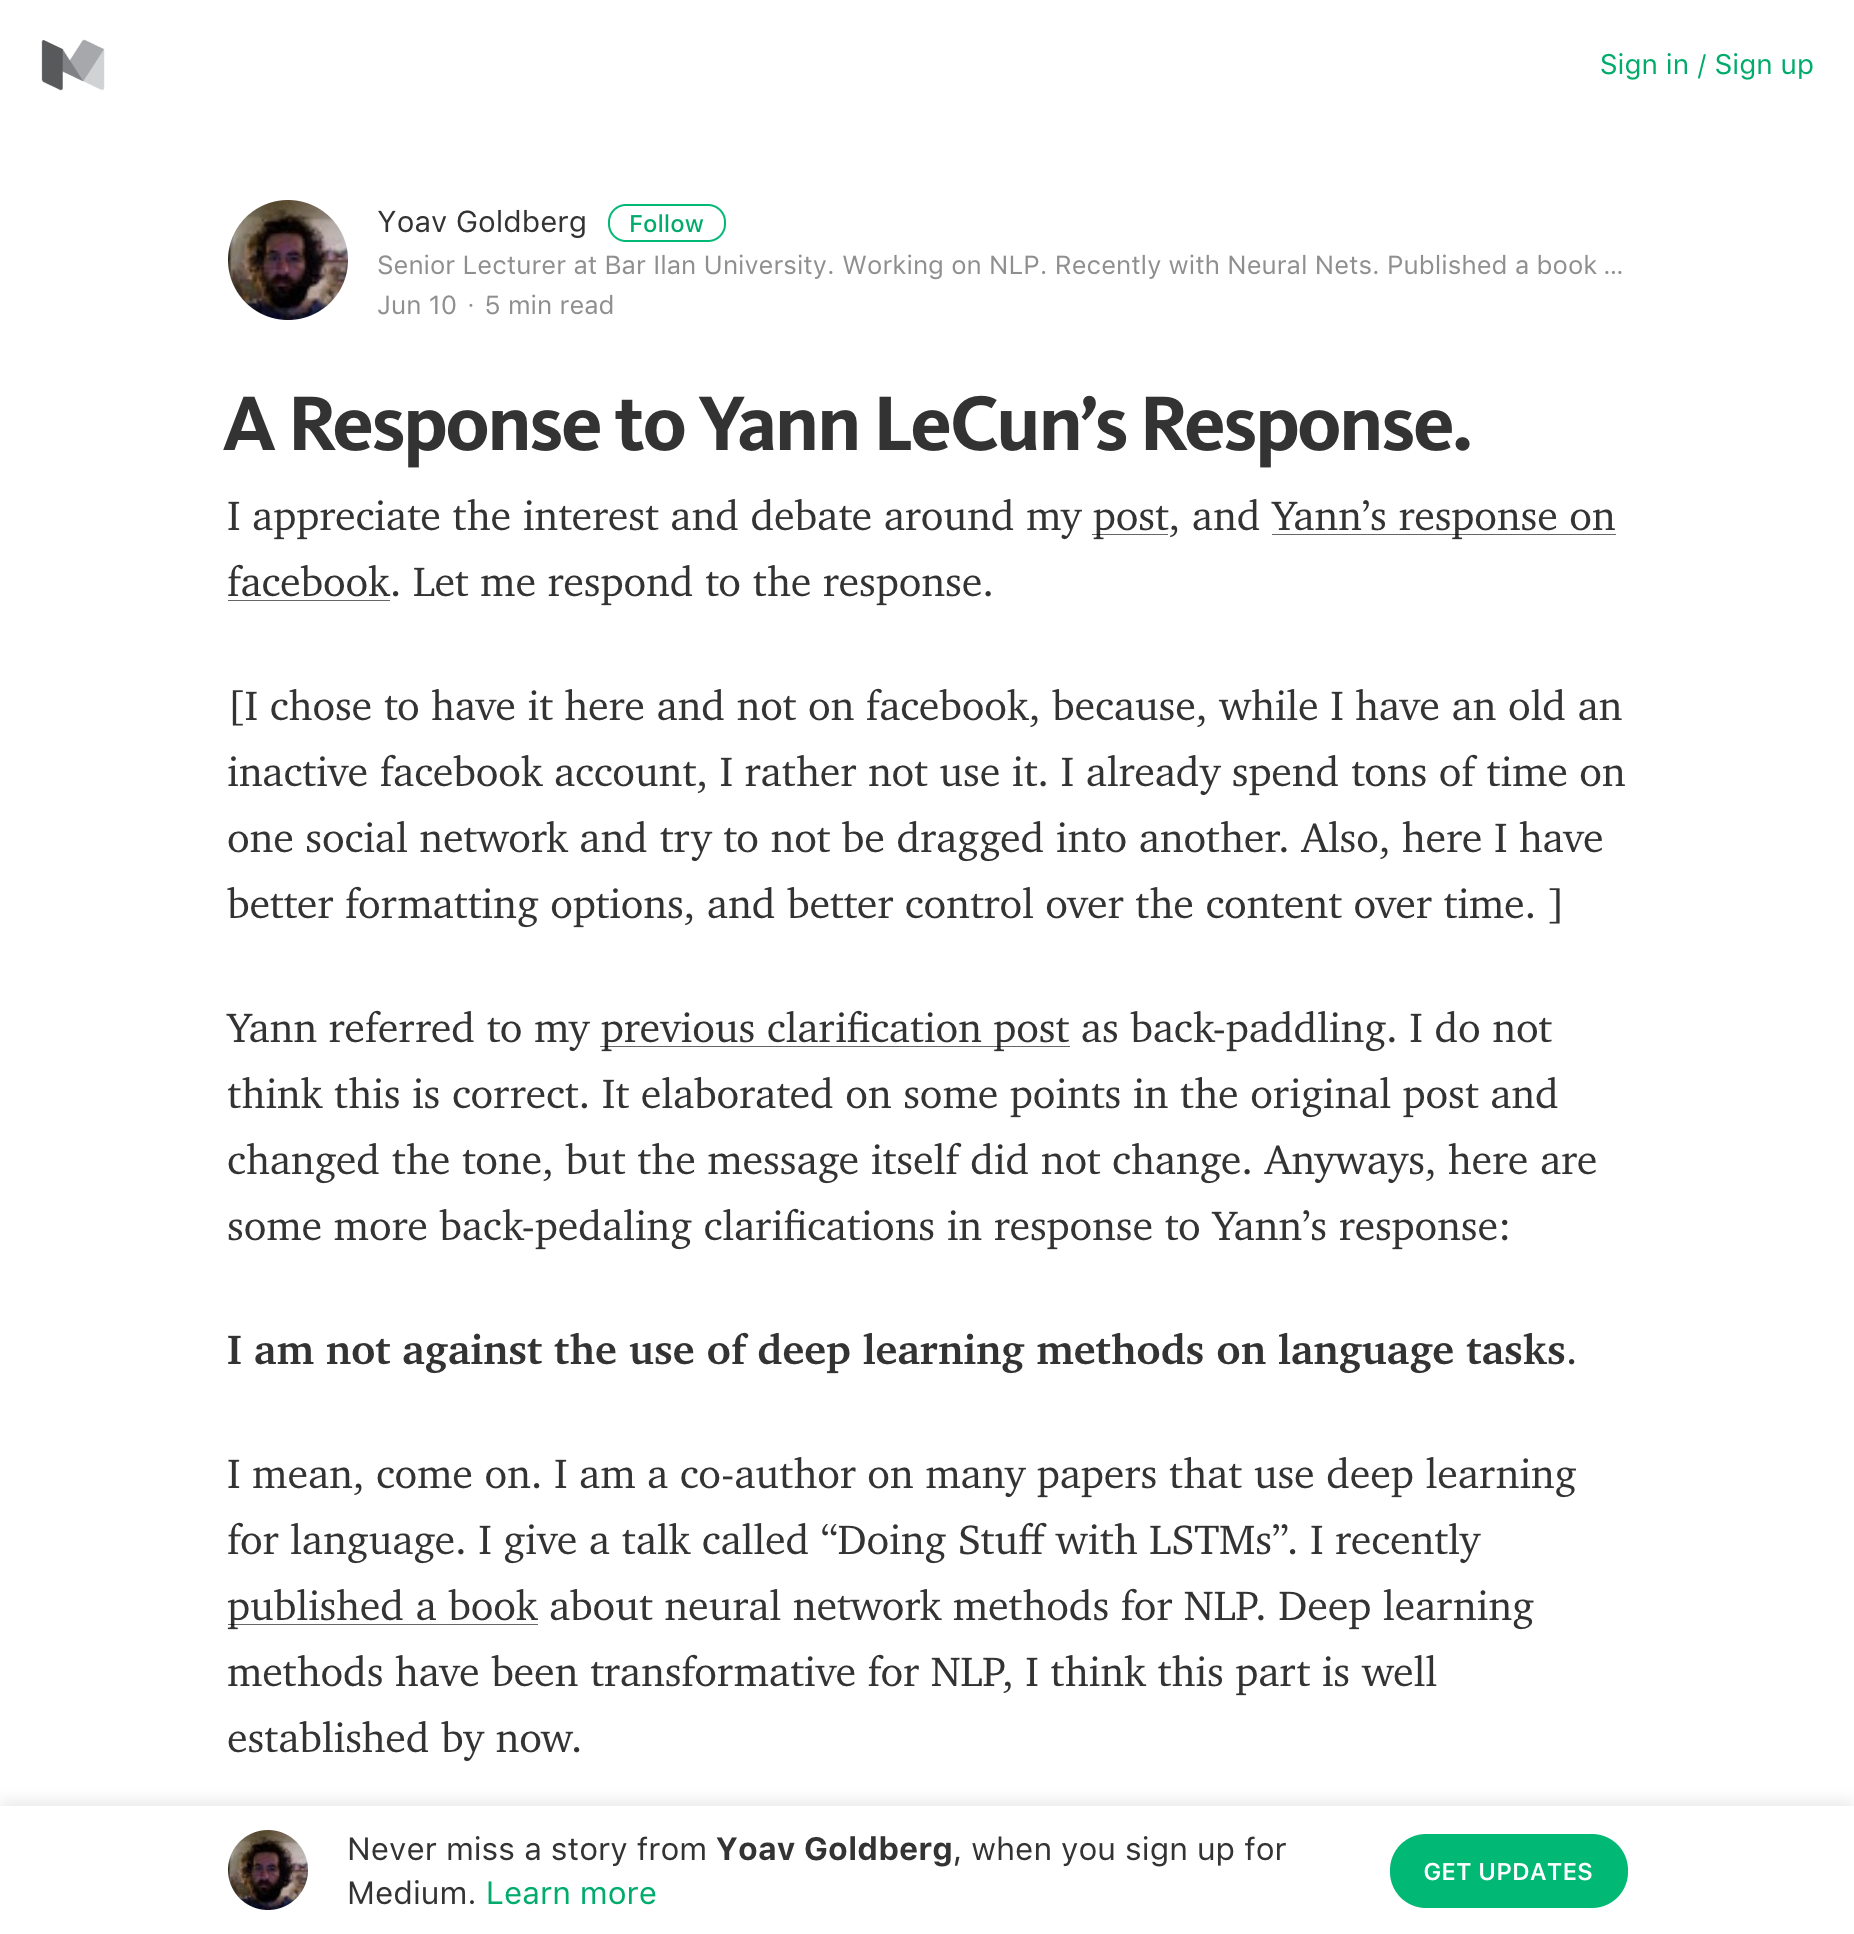 Sign in / Sign up
Yoav Goldberg Follow
Senior Lecturer at Bar Ilan University. Working on NLP. Recently with Neural Nets. Published a book ...
Jun 10 · 5 min read
A Response to Yann LeCun’s Response.
I appreciate the interest and debate around my post, and Yann’s response on
facebook. Let me respond to the response.
[I chose to have it here and not on facebook, because, while I have an old an
inactive facebook account, I rather not use it. I already spend tons of time on
one social network and try to not be dragged into another. Also, here I have
better formatting options, and better control over the content over time. ]
Yann referred to my previous clarification post as back-paddling. I do not
think this is correct. It elaborated on some points in the original post and
changed the tone, but the message itself did not change. Anyways, here are
some more back-pedaling clarifications in response to Yann’s response:
I am not against the use of deep learning methods on language tasks.
I mean, come on. I am a co-author on many papers that use deep learning
for language. I give a talk called “Doing Stuff with LSTMs”. I recently
published a book about neural network methods for NLP. Deep learning
methods have been transformative for NLP, I think this part is well
established by now.
Never miss a story from Yoav Goldberg, when you sign up for
Medium. Learn more
GET UPDATES